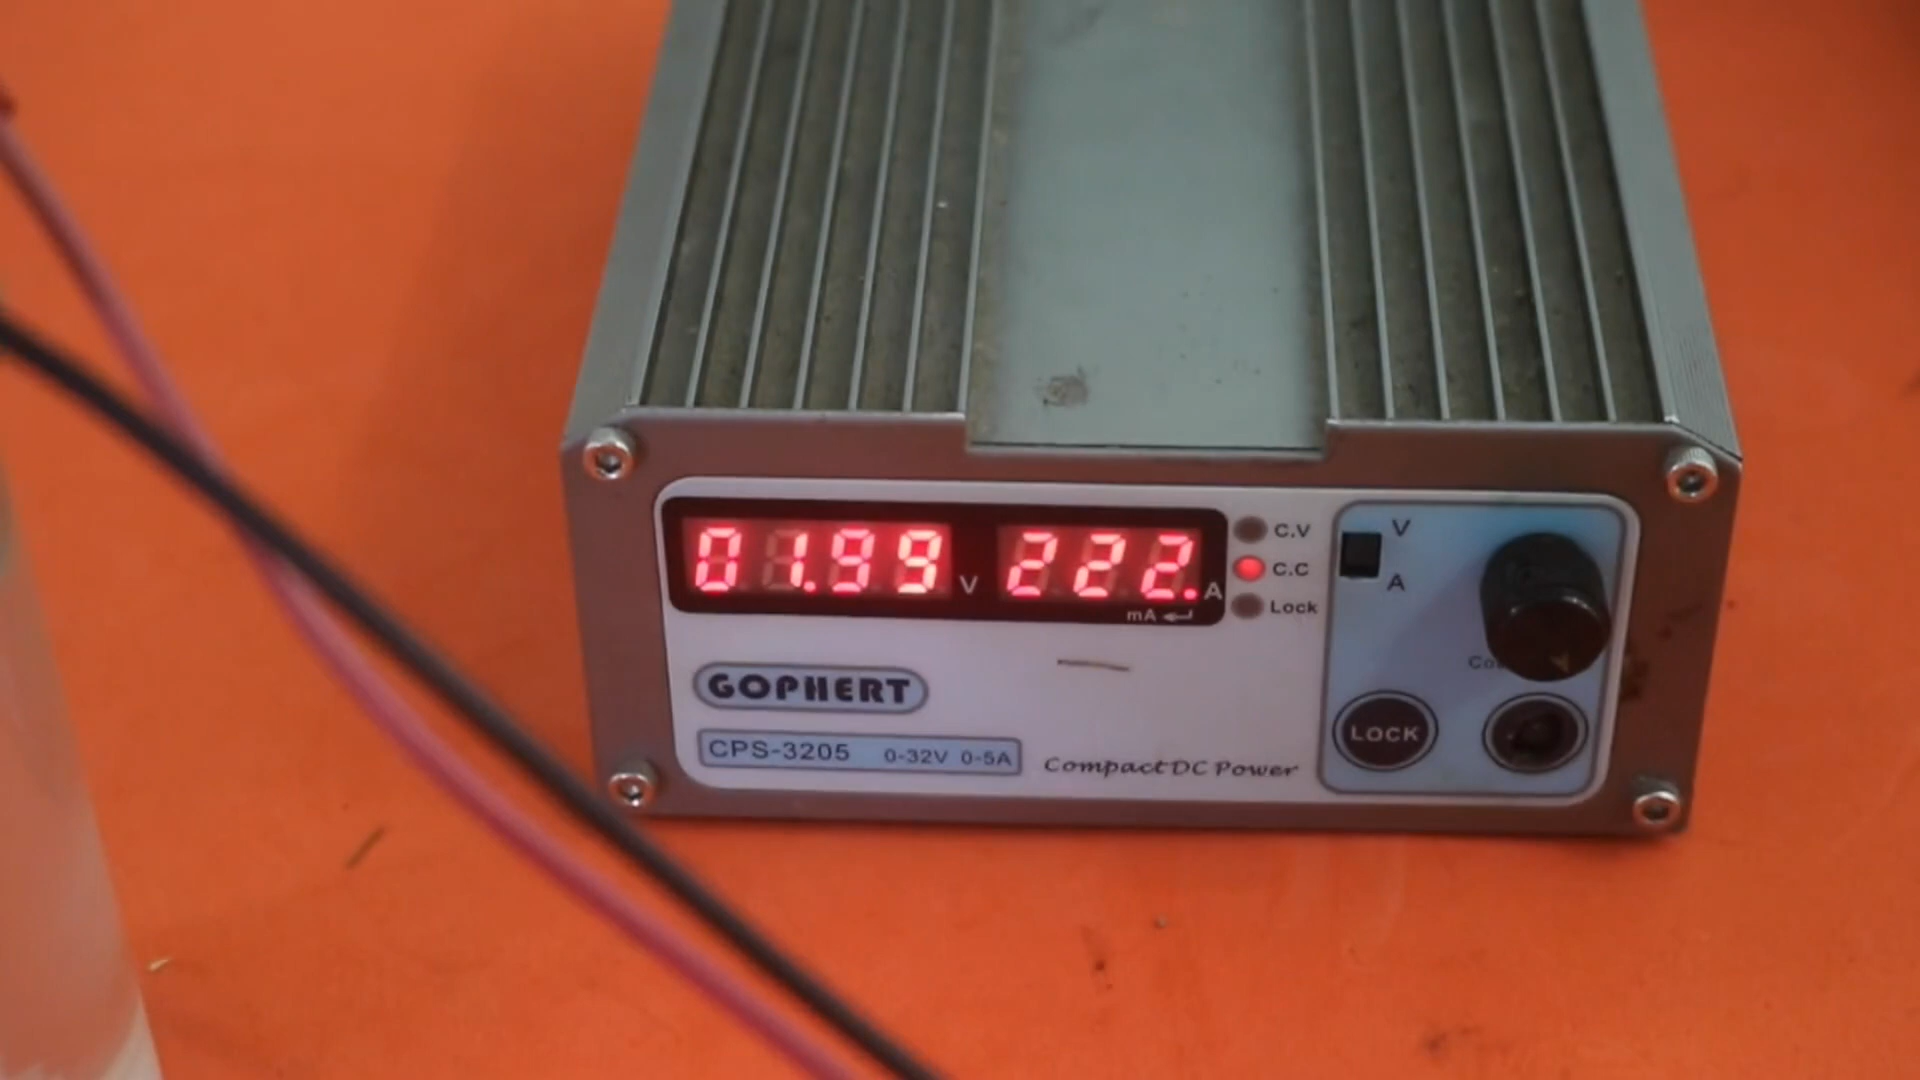 01.99 V 222. A
mA
C.V
C.C
Lock
V
A
GOPHERT
CPS-3205 0-32V 0-5A
Compact DC Power
LOCK